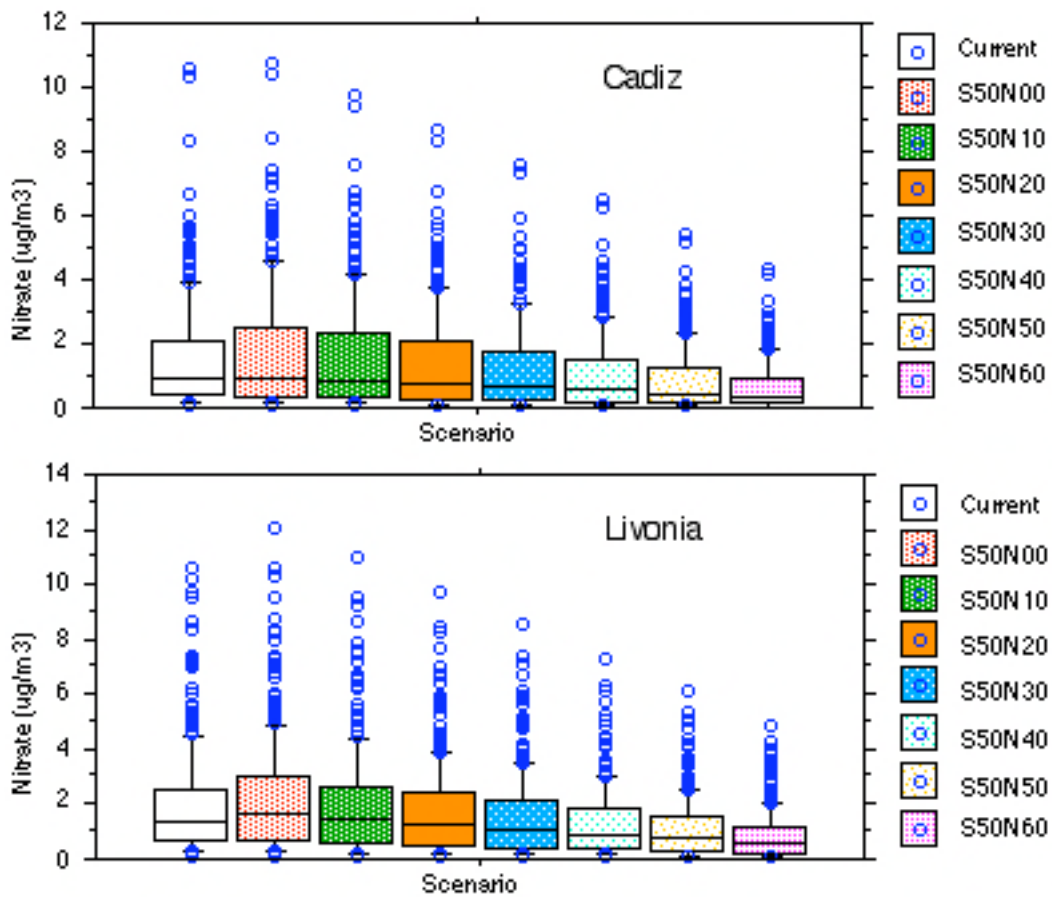 12
10
8
6
4
2
0
Nitrate (ug/m3)
Cadiz
Scenario
Current
S50N00
S50N10
S50N20
S50N30
S50N40
S50N50
S50N60
14
12
10
8
6
4
2
0
Nitrate (ug/m3)
Livonia
Scenario
Current
S50N00
S50N10
S50N20
S50N30
S50N40
S50N50
S50N60